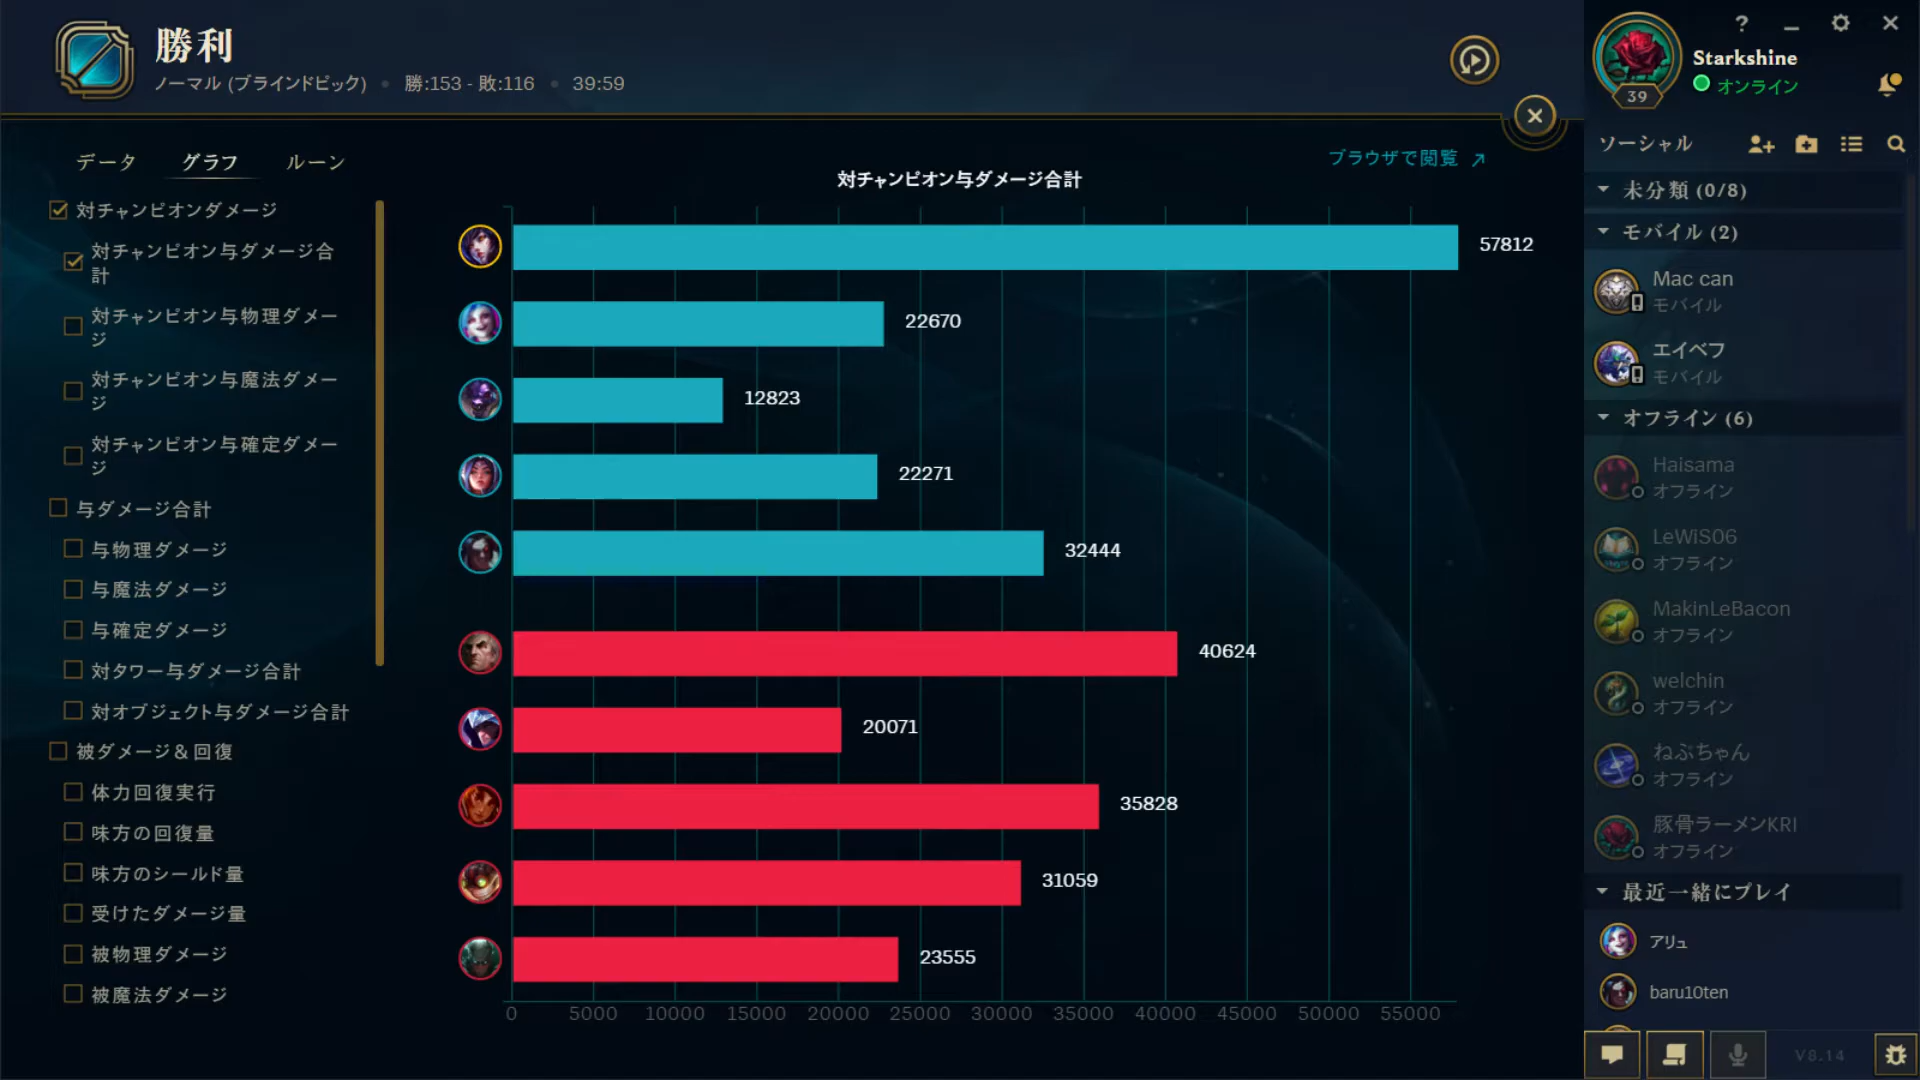 勝利
ノーマル (ブラインドピック) • 勝:153 - 敗:116 • 39:59
データ
グラフ
ルーン
対チャンピオンダメージ
対チャンピオン与ダメージ合
計
対チャンピオン与物理ダメー
ジ
対チャンピオン与魔法ダメー
ジ
対チャンピオン与確定ダメー
ジ
与ダメージ合計
与物理ダメージ
与魔法ダメージ
与確定ダメージ
対タワー与ダメージ合計
対オブジェクト与ダメージ合計
被ダメージ＆回復
体力回復実行
味方の回復量
味方のシールド量
受けたダメージ量
被物理ダメージ
被魔法ダメージ
ブラウザで閲覧
対チャンピオン与ダメージ合計
57812
22670
12823
22271
32444
40624
20071
35828
31059
23555
0 5000 10000 15000 20000 25000 30000 35000 40000 45000 50000 55000
?
Starkshine
オンライン
39
ソーシャル
未分類 (0/8)
モバイル (2)
Mac can
モバイル
エイベフ
モバイル
オフライン (6)
Haisama
オフライン
LeWiS06
オフライン
MakinLeBacon
オフライン
welchin
オフライン
ねぷちゃん
オフライン
豚骨ラーメンKRI
オフライン
最近一緒にプレイ
アリュ
baru10ten
V8.14